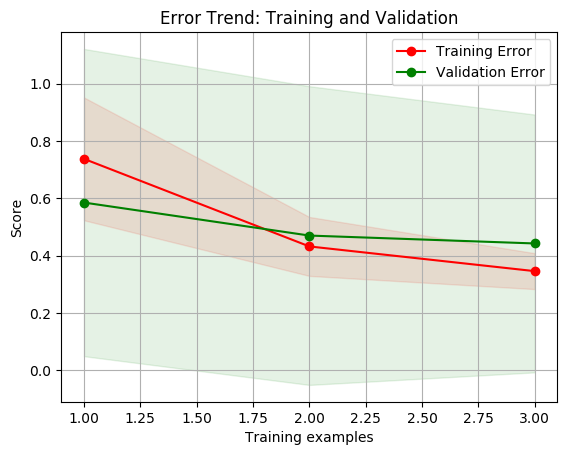 Error Trend: Training and Validation
Training Error
Validation Error
Score
1.0
0.8
0.6
0.4
0.2
0.0
1.00 1.25 1.50 1.75 2.00 2.25 2.50 2.75 3.00
Training examples